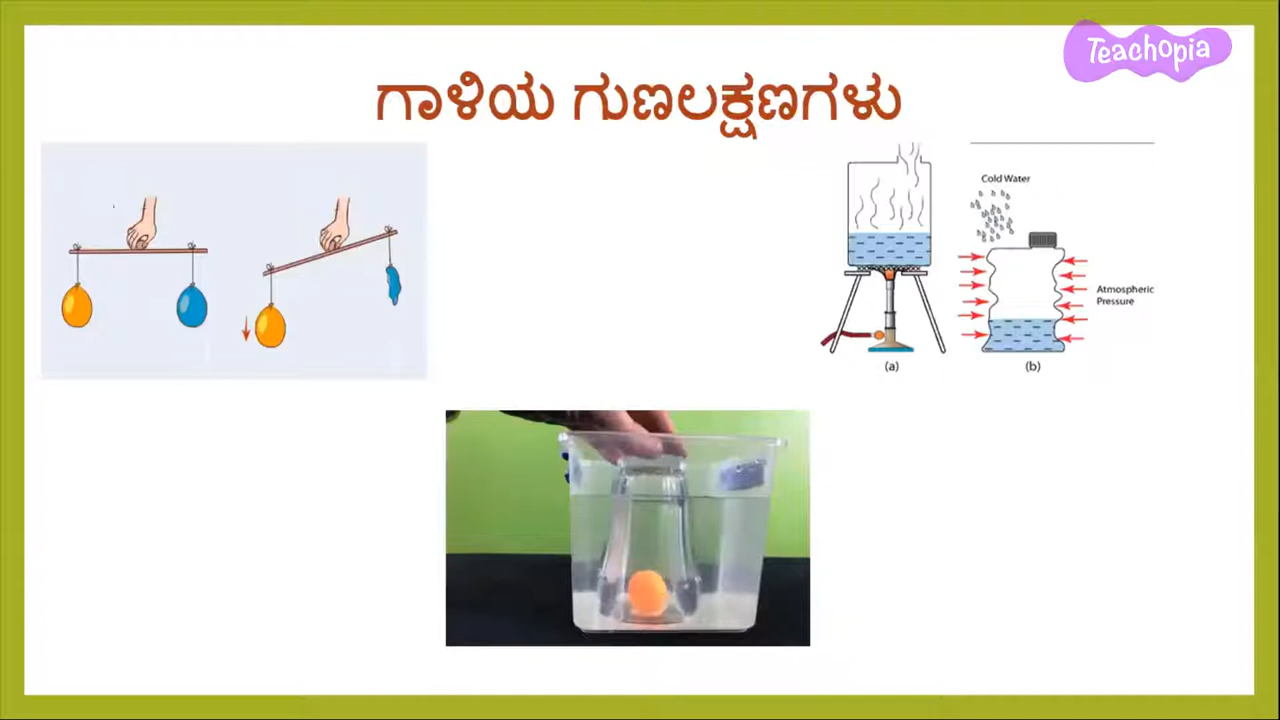 Teachopia
ಗಾಳಿಯ ಗುಣಲಕ್ಷಣಗಳು
Cold Water
Atmospheric
Pressure
(a)
(b)